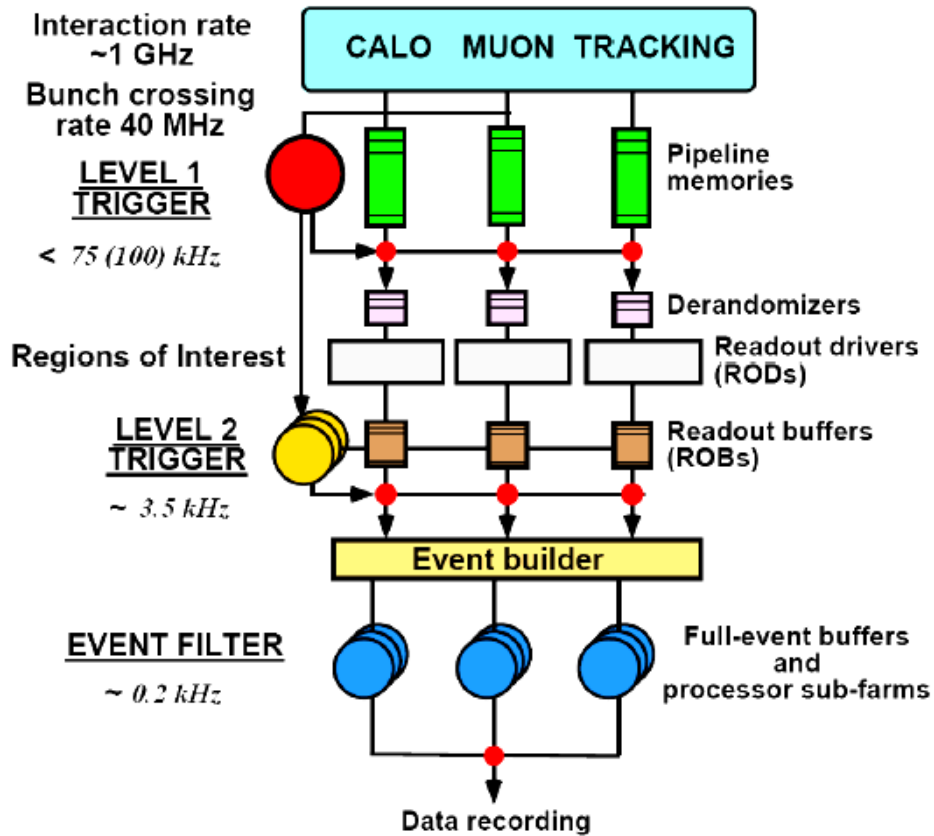 Interaction rate
~1 GHz
CALO MUON TRACKING
Bunch crossing
rate 40 MHz
LEVEL 1
TRIGGER
< 75 (100) kHz
Pipeline
memories
Derandomizers
Regions of Interest
Readout drivers
(RODs)
LEVEL 2
TRIGGER
~ 3.5 kHz
Readout buffers
(ROBs)
Event builder
EVENT FILTER
~ 0.2 kHz
Full-event buffers
and
processor sub-farms
Data recording